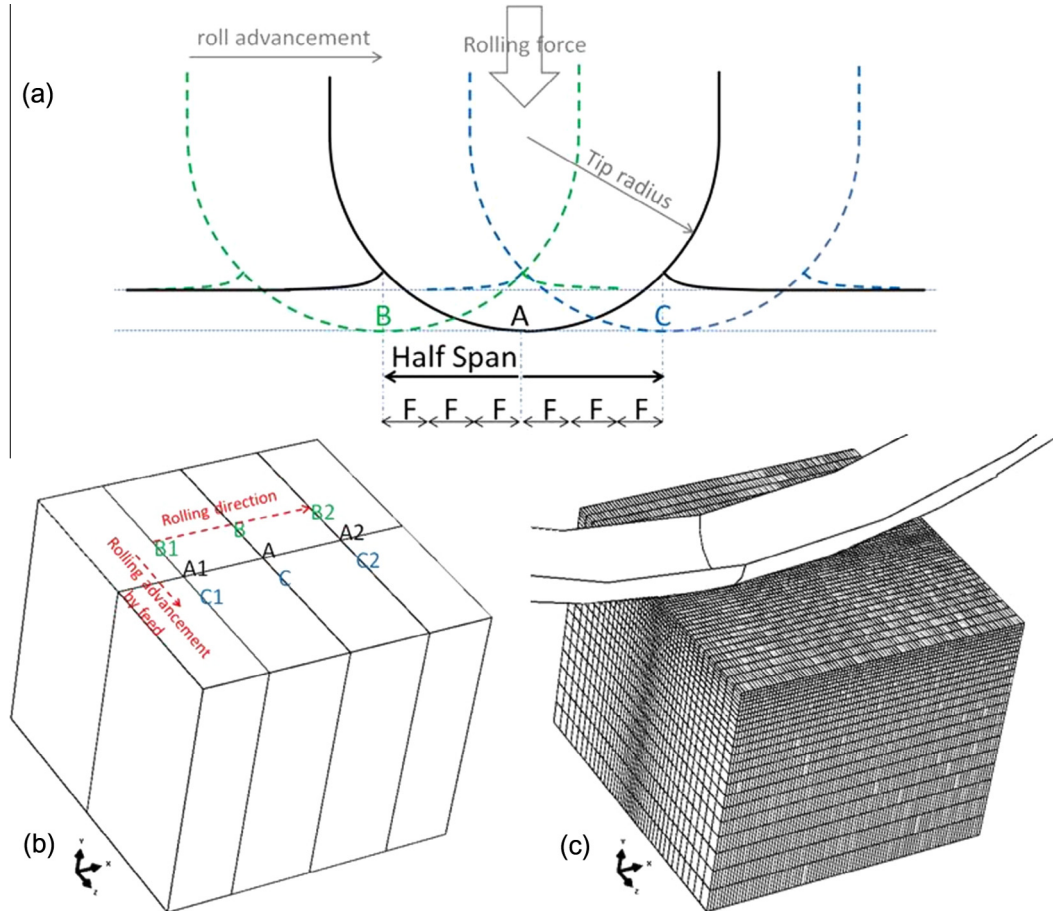 (a)
roll advancement
Rolling force
Tip radius
B
A
C
Half Span
F F F F F F
(b)
Rolling direction
B1
B
B2
A1
A
A2
C1
C
C2
Rolling advancement
by feed
Y
X
Z
(c)
Y
X
Z